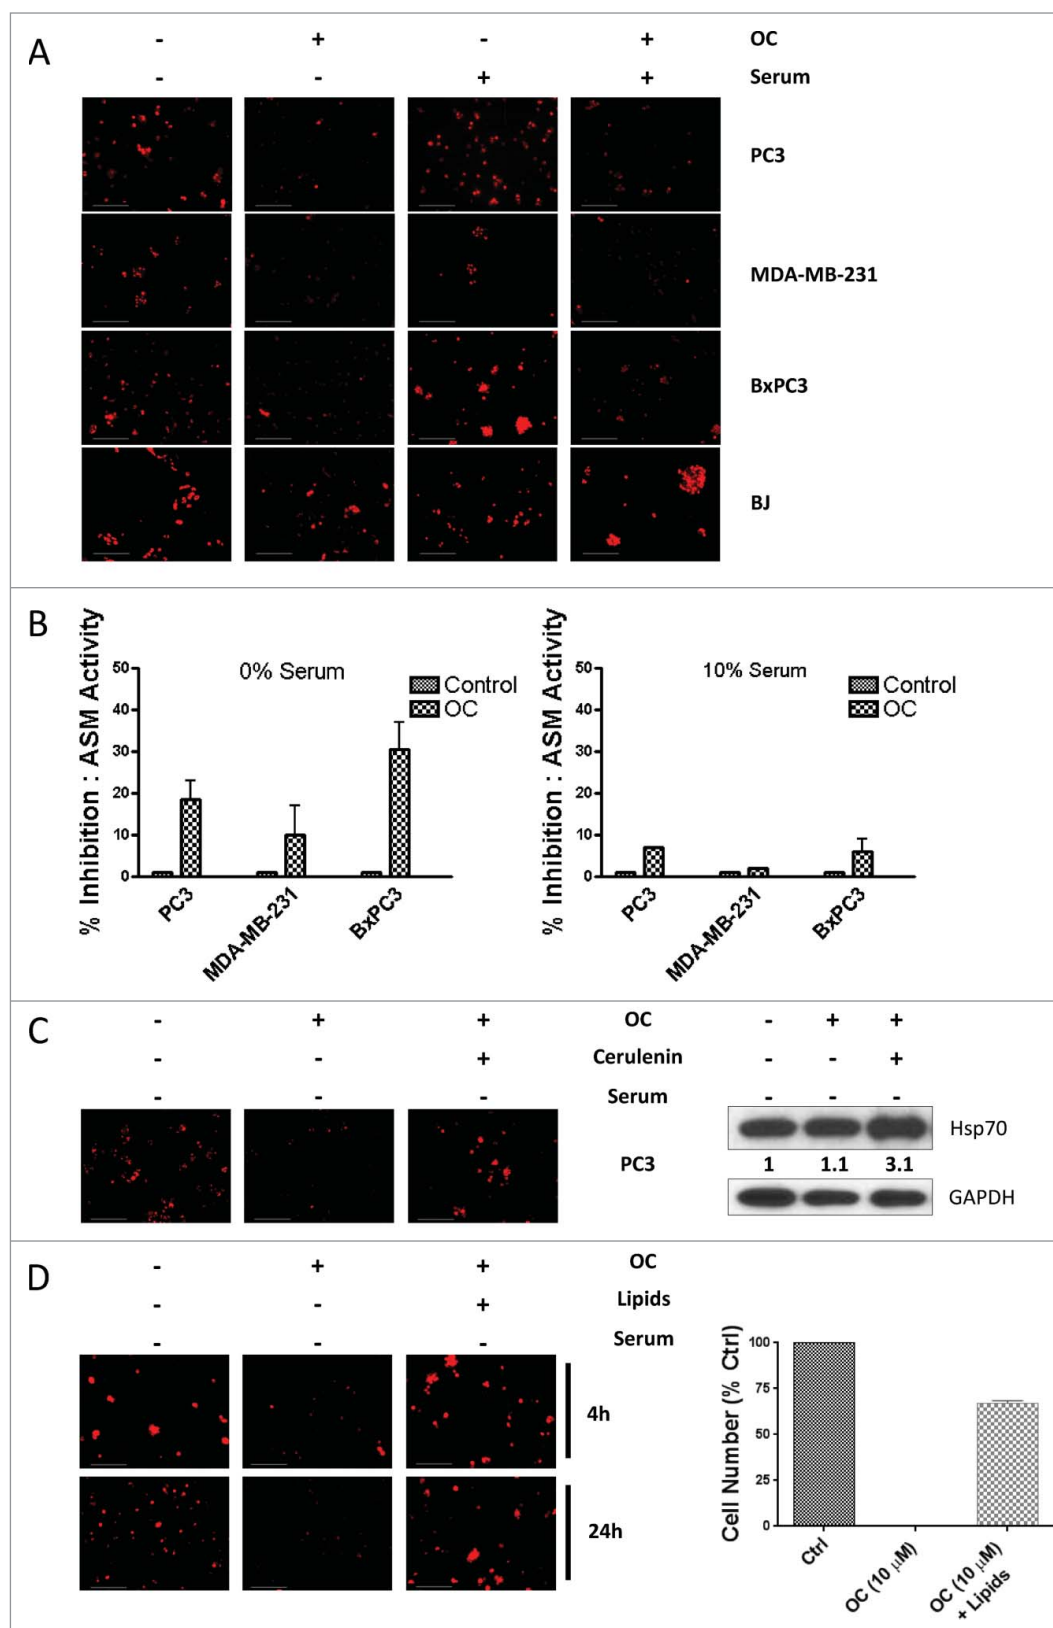 A
- + - + OC
- - + + Serum
PC3
MDA-MB-231
BxPC3
BJ
B
% Inhibition : ASM Activity
50
40
30
20
10
0
0% Serum
Control
OC
PC3
MDA-MB-231
BxPC3
% Inhibition : ASM Activity
50
40
30
20
10
0
10% Serum
Control
OC
PC3
MDA-MB-231
BxPC3
C
- + + OC - + +
- - + Cerulenin - - +
- - - Serum - - -
Hsp70
PC3 1 1.1 3.1
GAPDH
D
- + + OC
- - + Lipids
- - - Serum
4h
24h
Cell Number (% Ctrl)
100
75
50
25
0
Ctrl
OC (10 µM)
OC (10 µM)
+ Lipids